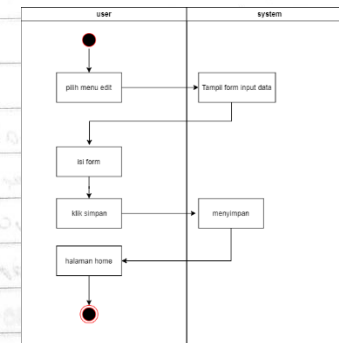 user
system
pilih menu edit
Tampil form input data
isi form
klik simpan
menyimpan
halaman home